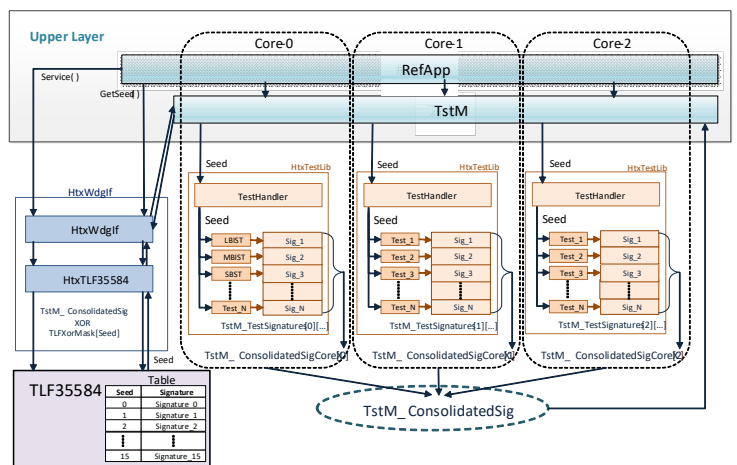 Upper Layer
Core-0
Core-1
Core-2
RefApp
Service( )
GetSeed( )
TstM
Seed
Seed
Seed
HtxTestLib
HtxTestLib
HtxTestLib
TestHandler
TestHandler
TestHandler
Seed
Seed
Seed
LBIST
Sig_1
MBIST
Sig_2
SBST
Sig_3
Test_N
Sig_N
Test_1
Sig_1
Test_2
Sig_2
Test_3
Sig_3
Test_N
Sig_N
Test_1
Sig_1
Test_2
Sig_2
Test_3
Sig_3
Test_N
Sig_N
TstM_TestSignatures[0][...]
TstM_TestSignatures[1][...]
TstM_TestSignatures[2][...]
TstM_ ConsolidatedSigCore[0]
TstM_ ConsolidatedSigCore[1]
TstM_ ConsolidatedSigCore[2]
TstM_ ConsolidatedSig
HtxWdgIf
HtxWdgIf
HtxTLF35584
TstM_ ConsolidatedSig
XOR
TLFXorMask[Seed]
Seed
TLF35584
Table
Seed Signature
0 Signature_0
1 Signature_1
2 Signature_2
15 Signature_15